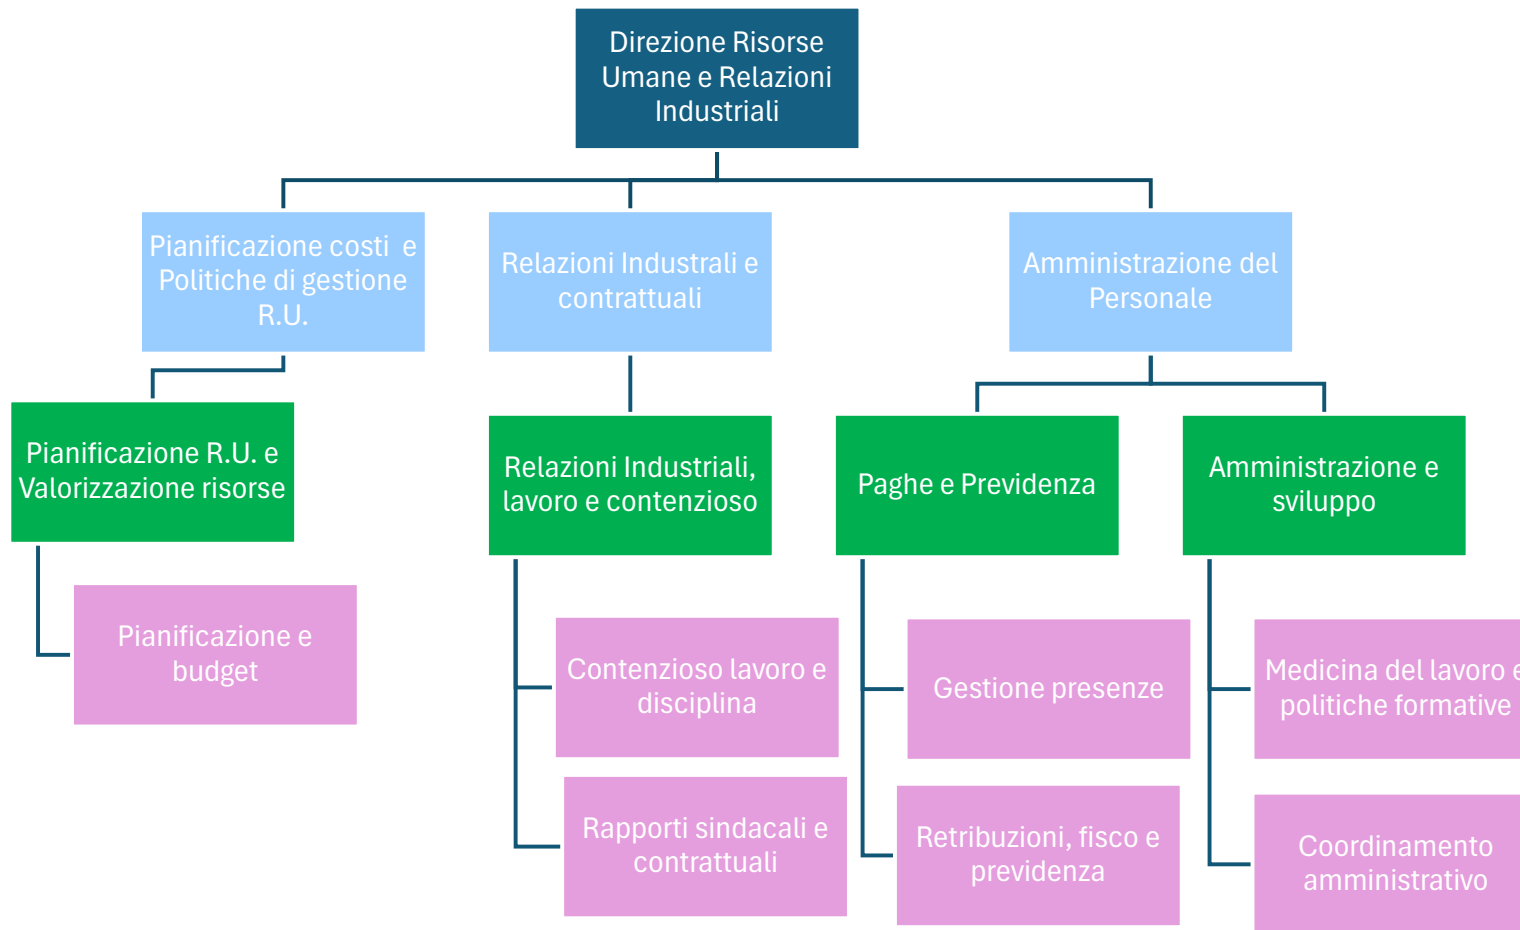 Direzione Risorse
Umane e Relazioni
Industriali
Pianificazione costi  e
Politiche di gestione
R.U.
Relazioni Industrali e
contrattuali
Amministrazione del
Personale
Pianificazione R.U. e
Valorizzazione risorse
Relazioni Industriali,
lavoro e contenzioso
Paghe e Previdenza
Amministrazione e
sviluppo
Pianificazione e
budget
Contenzioso lavoro e
disciplina
Gestione presenze
Medicina del lavoro e
politiche formative
Rapporti sindacali e
contrattuali
Retribuzioni, fisco e
previdenza
Coordinamento
amministrativo